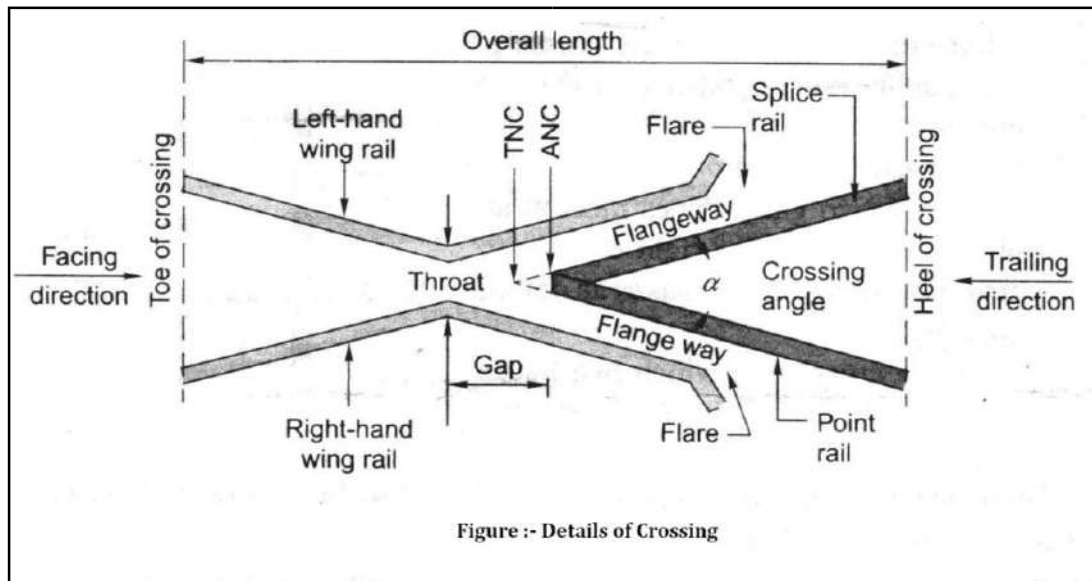 Overall length
Left-hand
wing rail
TNC
ANC
Flare
Splice
rail
Toe of crossing
Heel of crossing
Flangeway
Facing
direction
Throat
α
Crossing
angle
Trailing
direction
Flange way
Gap
Right-hand
wing rail
Flare
Point
rail
Figure :- Details of Crossing